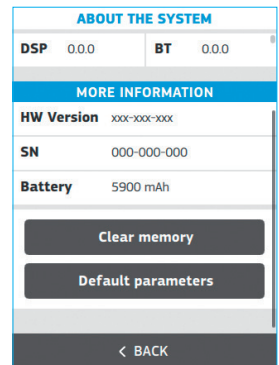 ABOUT THE SYSTEM
DSP 0.0.0 BT 0.0.0
MORE INFORMATION
HW Version xxx-xxx-xxx
SN 000-000-000
Battery 5900 mAh
Clear memory
Default parameters
< BACK